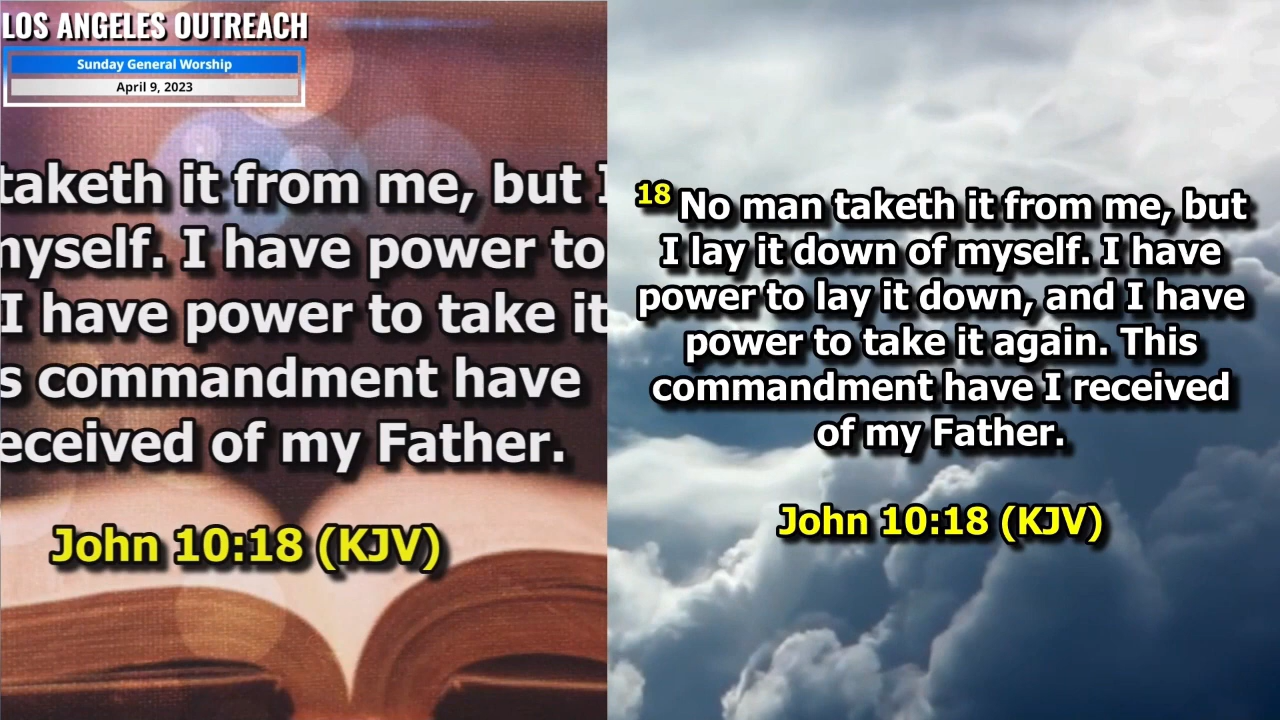 LOS ANGELES OUTREACH
Sunday General Worship
April 9, 2023
taketh it from me, but I
myself. I have power to
I have power to take it
s commandment have
eceived of my Father.
John 10:18 (KJV)
18 No man taketh it from me, but
I lay it down of myself. I have
power to lay it down, and I have
power to take it again. This
commandment have I received
of my Father.
John 10:18 (KJV)